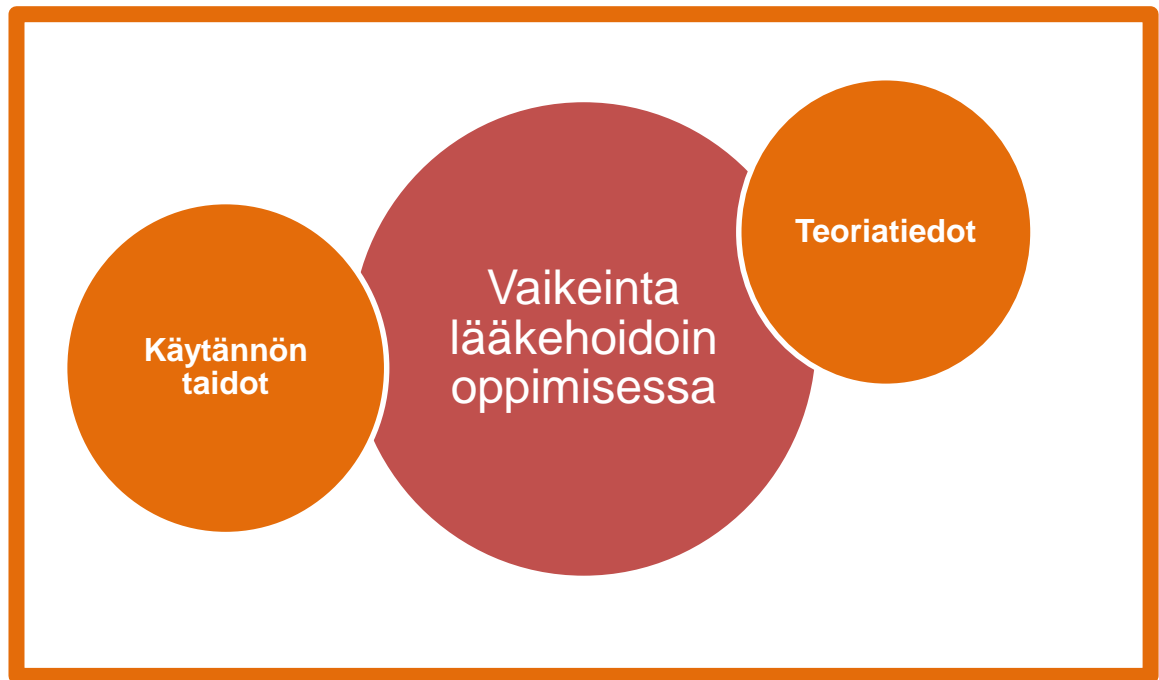 Vaikeinta
lääkehoidoin
oppimisessa
Käytännön
taidot
Teoriatiedot